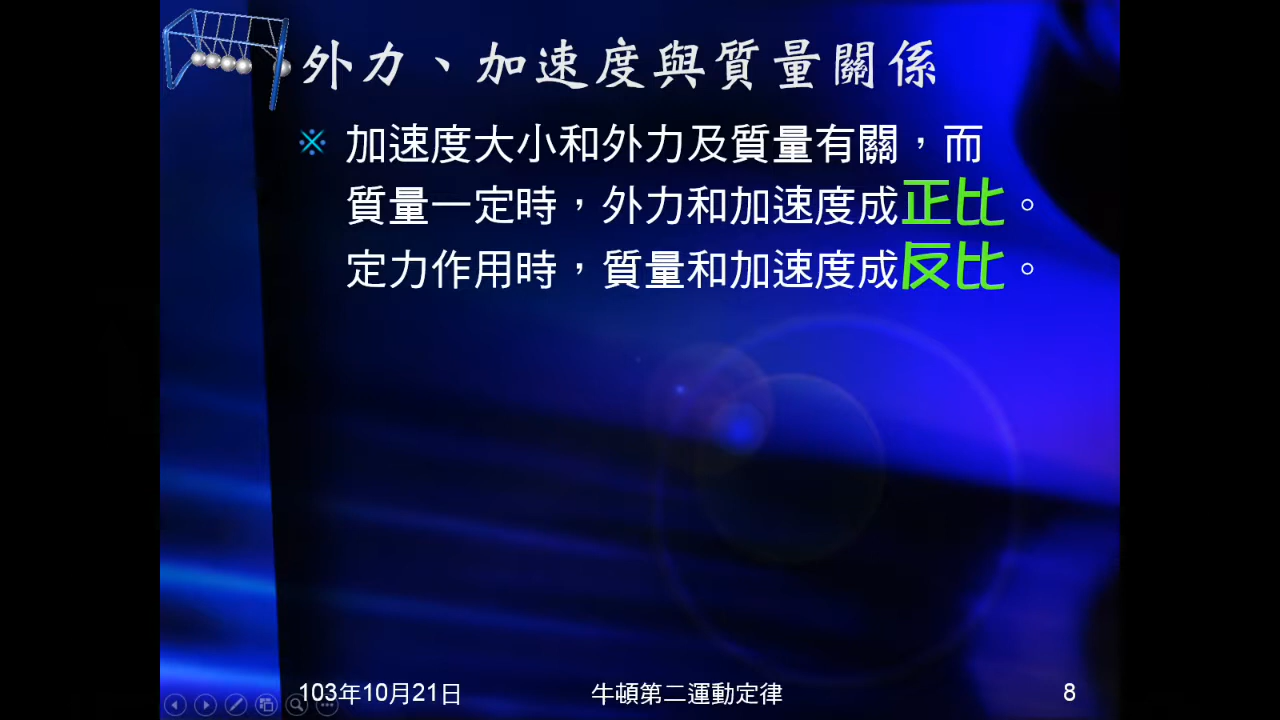 外力、加速度與質量關係
※ 加速度大小和外力及質量有關，而
質量一定時，外力和加速度成正比。
定力作用時，質量和加速度成反比。
103年10月21日 牛頓第二運動定律 8